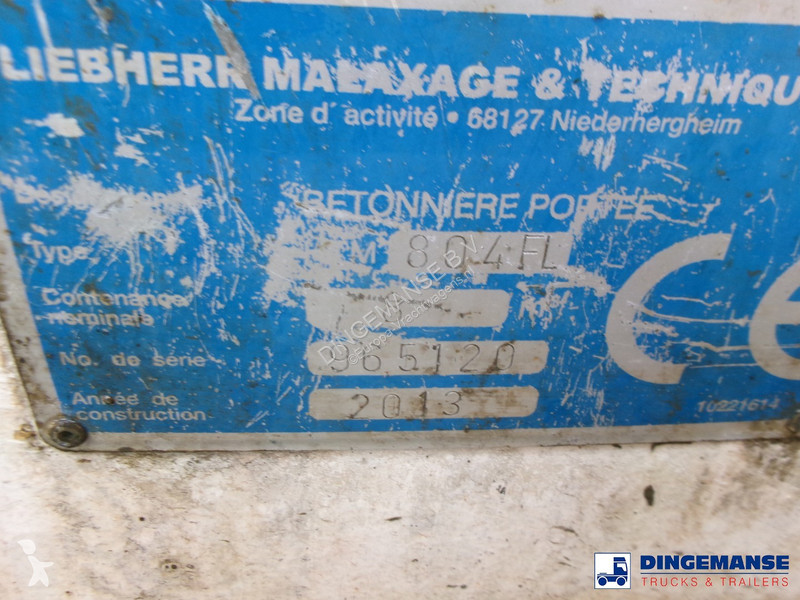 LIEBHERR MALAXAGE & TECHNIQU
Zone d'activité • 68127 Niederhergheim
BETONNIERE PORTEE
Type M 804FL
Contenance nominale
No. de série 965120
Année de construction 2013
10221614
CE
DINGEMANSE B.V.
DINGEMANSE
TRUCKS & TRAILERS